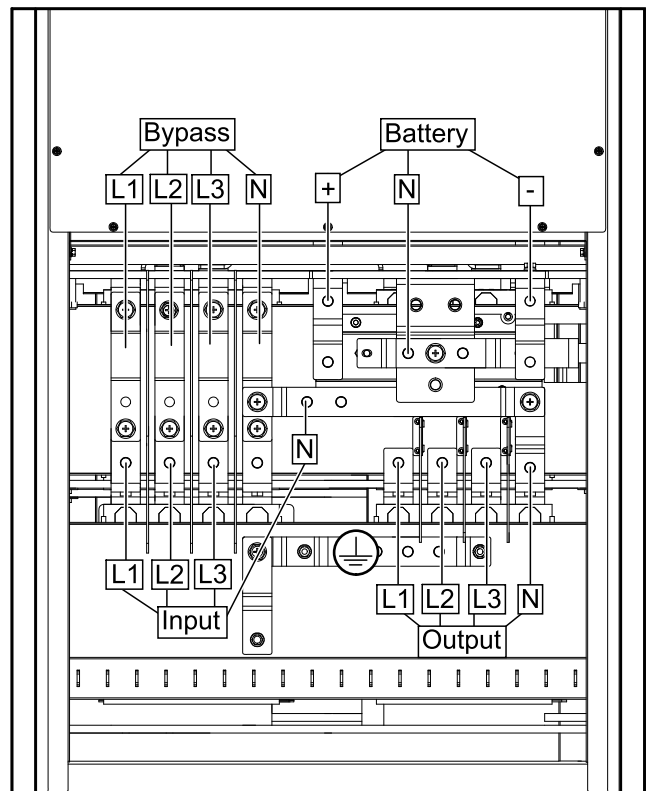 Bypass Battery
L1 L2 L3 N + N -
N
L1 L2 L3
Input
L1 L2 L3 N
Output